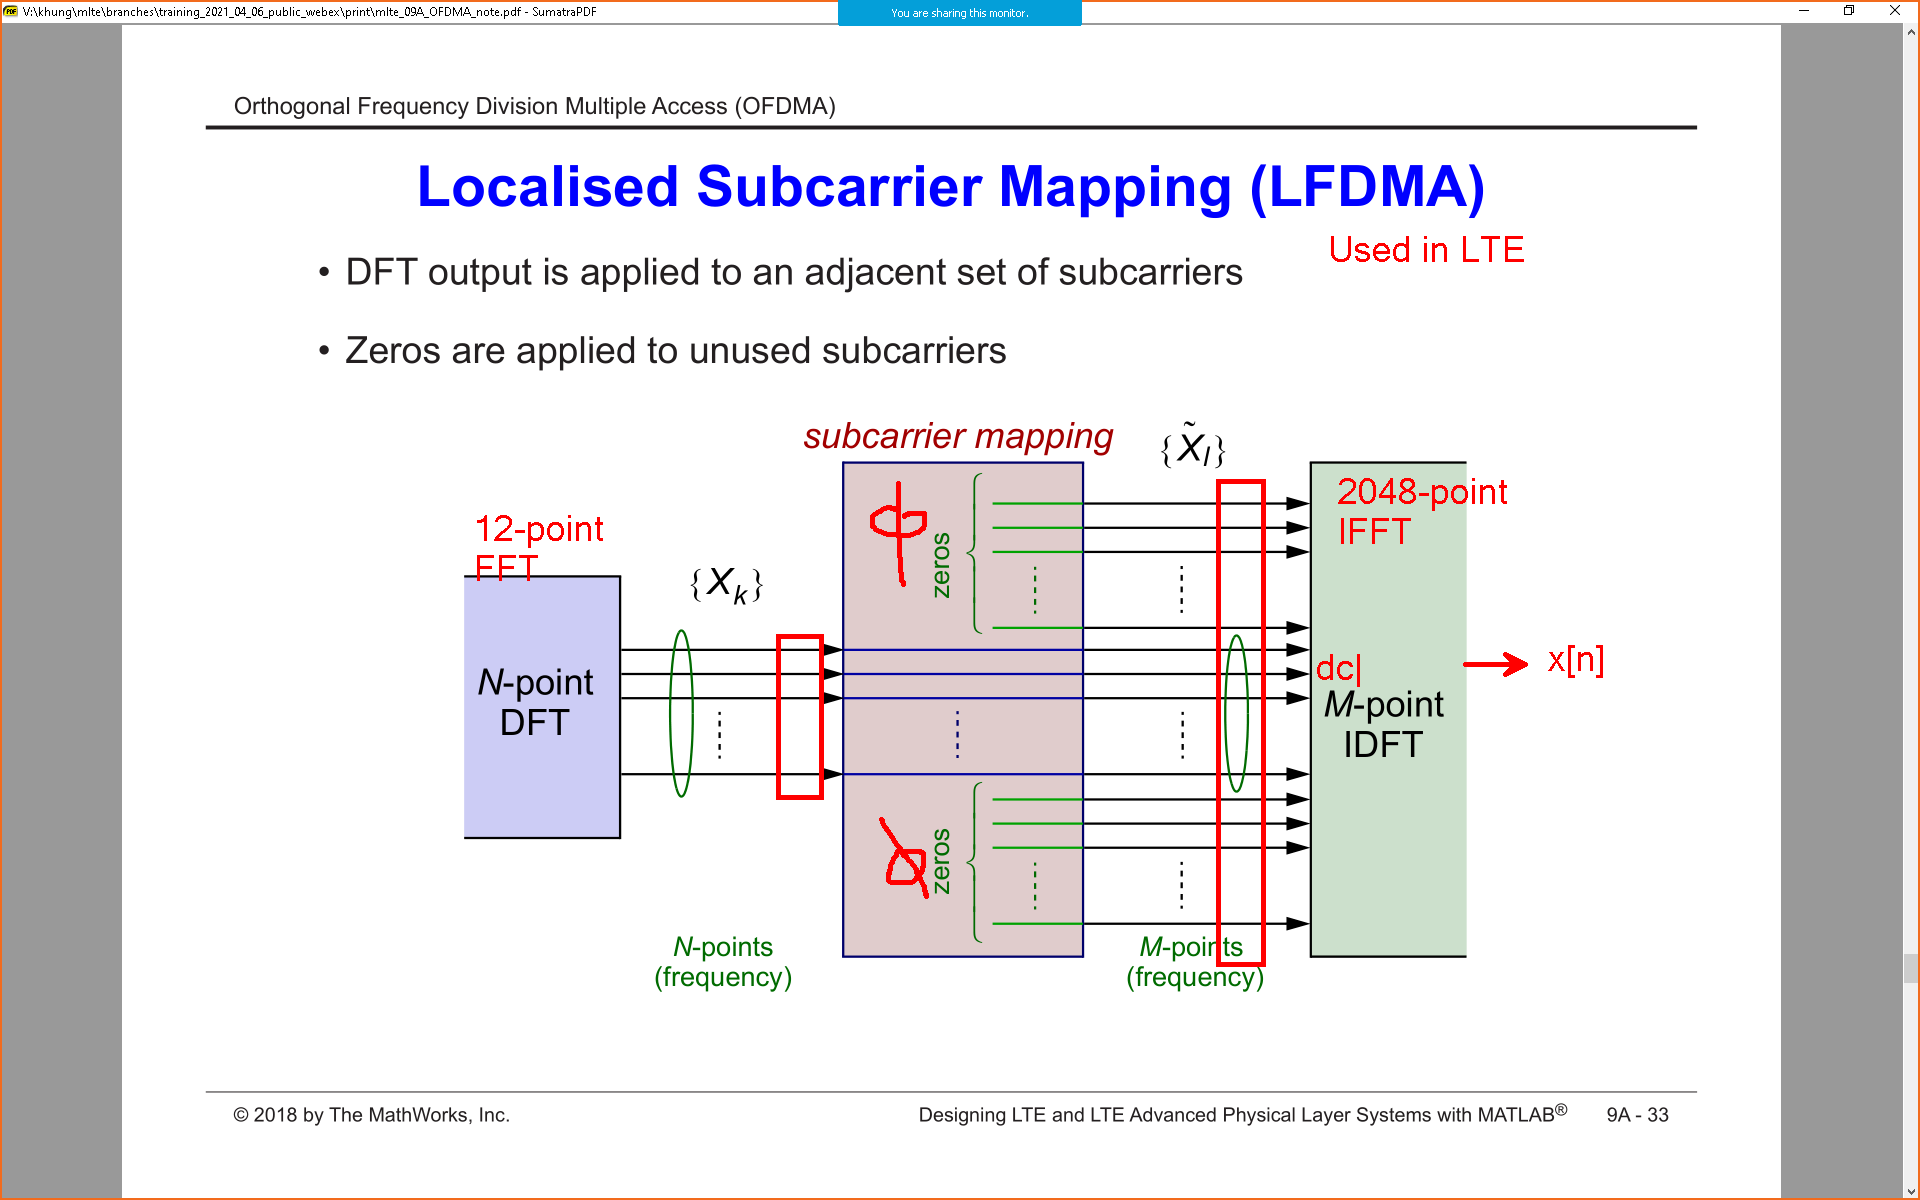 V:\khung\mlte\branches\training_2021_04_06_public_webex\print\mlte_09A_OFDMA_note.pdf - SumatraPDF
You are sharing this monitor.
Orthogonal Frequency Division Multiple Access (OFDMA)
Localised Subcarrier Mapping (LFDMA)
Used in LTE
• DFT output is applied to an adjacent set of subcarriers
• Zeros are applied to unused subcarriers
subcarrier mapping
{X̃_l}
12-point
FFT
{X_k}
zeros
2048-point
IFFT
N-point
DFT
dc|
M-point
IDFT
x[n]
zeros
N-points
(frequency)
M-points
(frequency)
© 2018 by The MathWorks, Inc.
Designing LTE and LTE Advanced Physical Layer Systems with MATLAB®
9A - 33